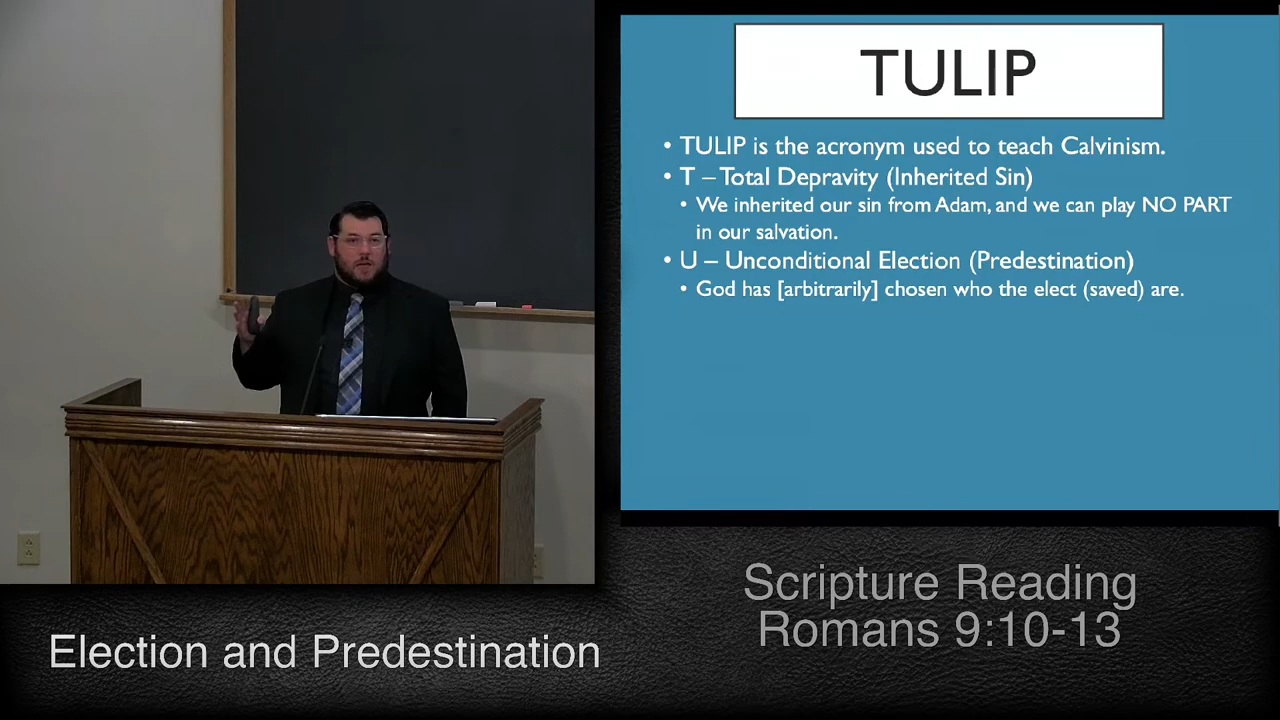 TULIP
• TULIP is the acronym used to teach Calvinism.
• T – Total Depravity (Inherited Sin)
• We inherited our sin from Adam, and we can play NO PART
in our salvation.
• U – Unconditional Election (Predestination)
• God has [arbitrarily] chosen who the elect (saved) are.
Scripture Reading
Romans 9:10-13
Election and Predestination